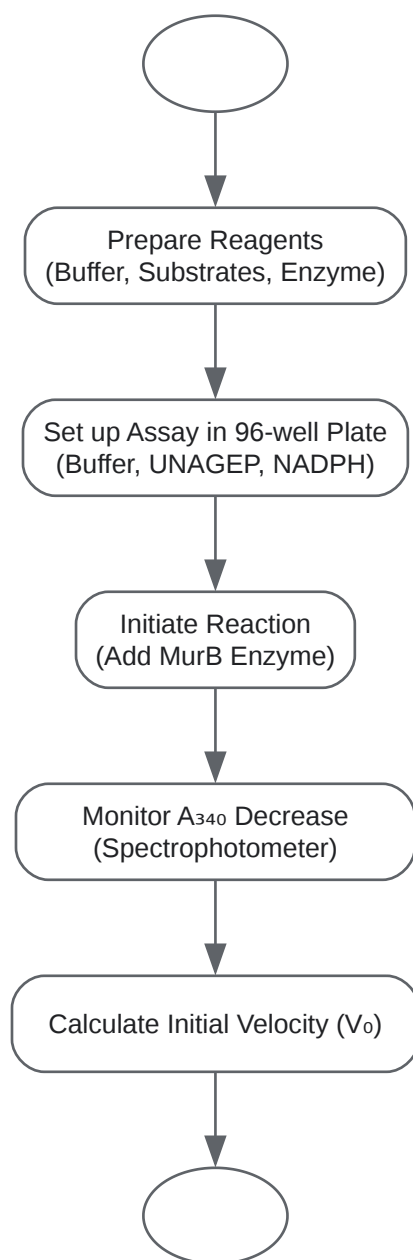 Prepare Reagents
(Buffer, Substrates, Enzyme)
Set up Assay in 96-well Plate
(Buffer, UNAGEP, NADPH)
Initiate Reaction
(Add MurB Enzyme)
Monitor A₃₄₀ Decrease
(Spectrophotometer)
Calculate Initial Velocity (V₀)